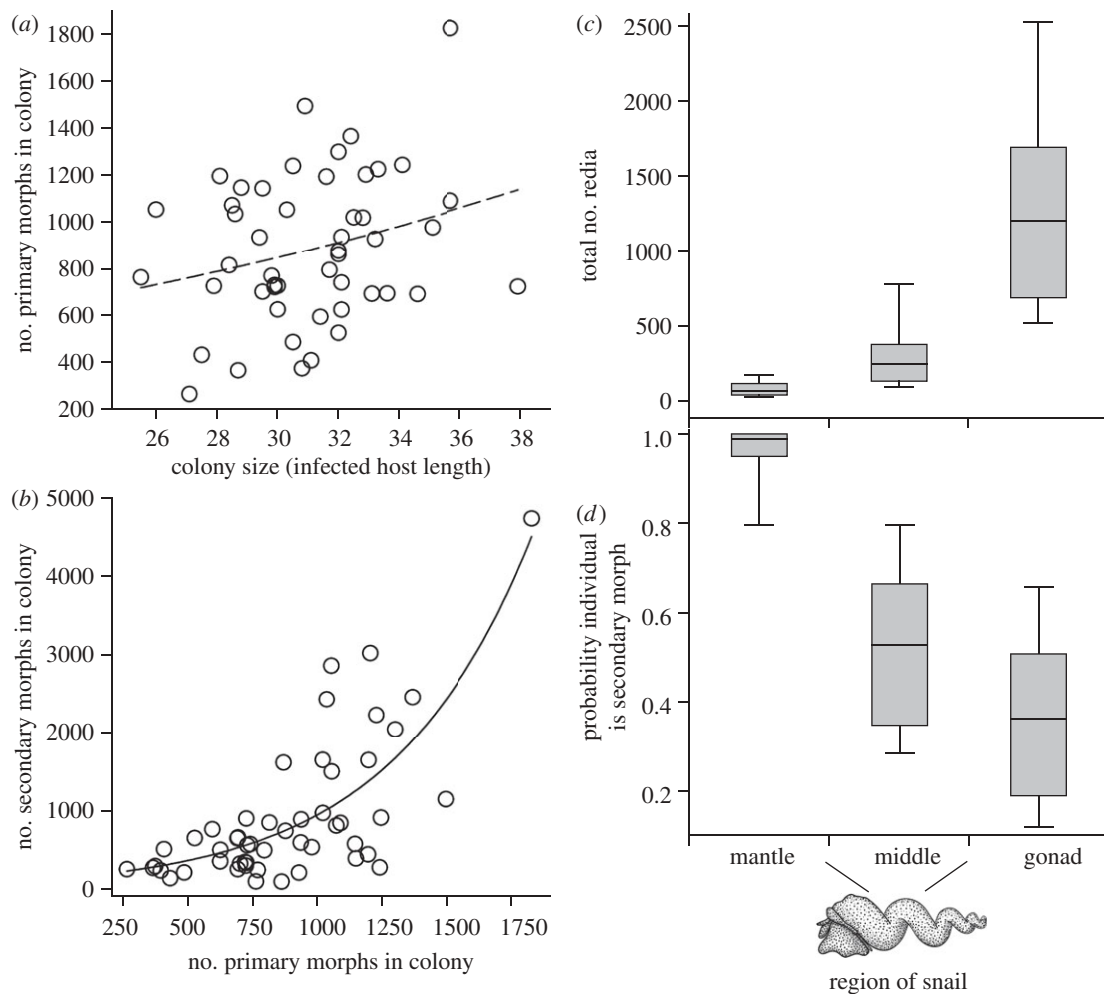 (a)
no. primary morphs in colony
1800
1600
1400
1200
1000
800
600
400
200
26 28 30 32 34 36 38
colony size (infected host length)
(b)
no. secondary morphs in colony
5000
4000
3000
2000
1000
0
250 500 750 1000 1250 1500 1750
no. primary morphs in colony
(c)
total no. redia
2500
2000
1500
1000
500
0
(d)
probability individual
is secondary morph
1.0
0.8
0.6
0.4
0.2
mantle middle gonad
region of snail